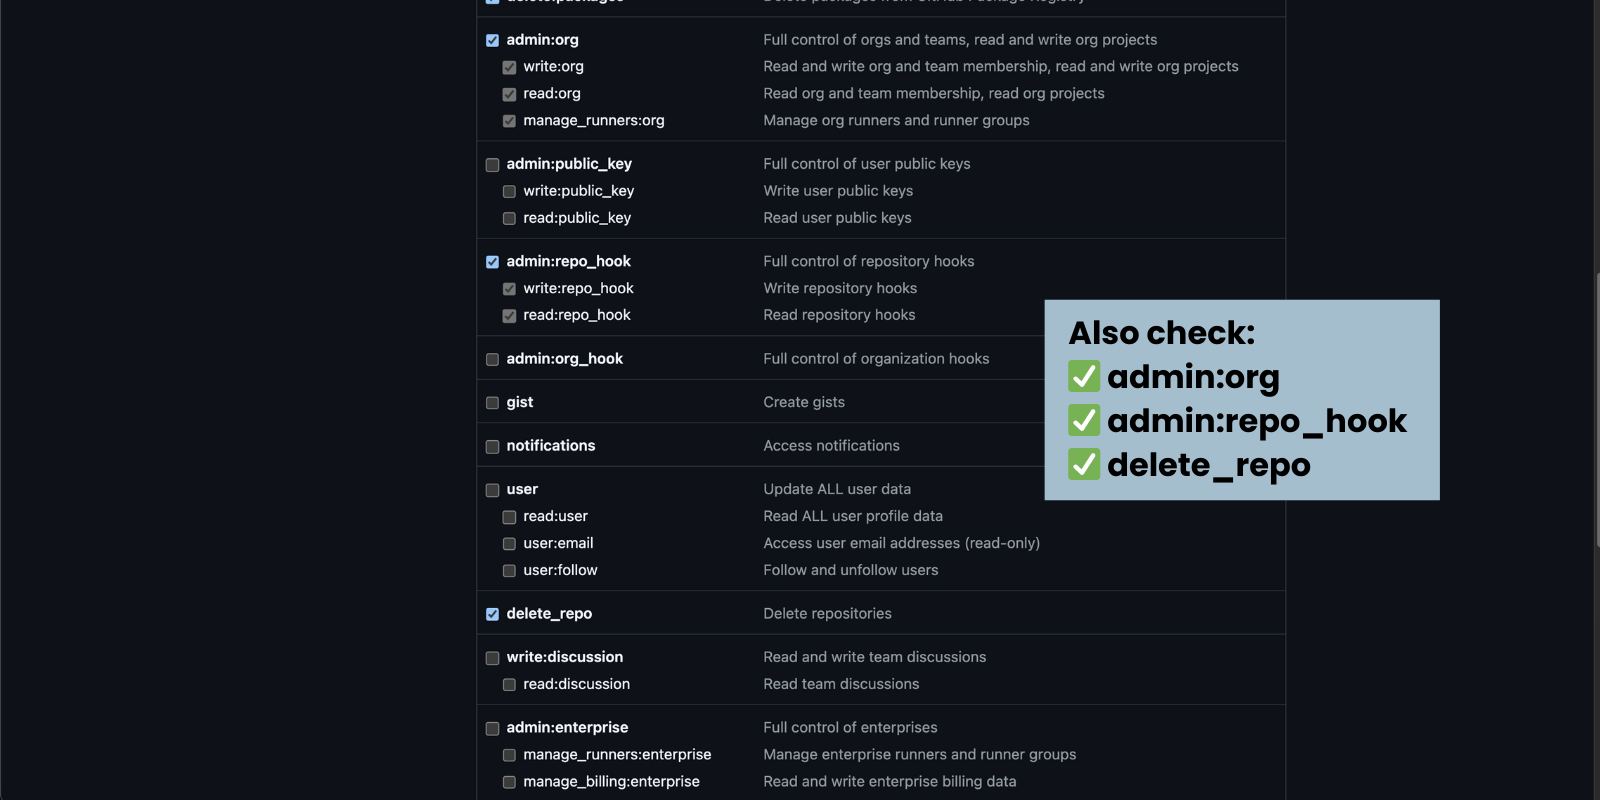 delete:packages Delete packages from GitHub Package Registry
admin:org Full control of orgs and teams, read and write org projects
write:org Read and write org and team membership, read and write org projects
read:org Read org and team membership, read org projects
manage_runners:org Manage org runners and runner groups
admin:public_key Full control of user public keys
write:public_key Write user public keys
read:public_key Read user public keys
admin:repo_hook Full control of repository hooks
write:repo_hook Write repository hooks
read:repo_hook Read repository hooks
admin:org_hook Full control of organization hooks
gist Create gists
notifications Access notifications
user Update ALL user data
read:user Read ALL user profile data
user:email Access user email addresses (read-only)
user:follow Follow and unfollow users
delete_repo Delete repositories
write:discussion Read and write team discussions
read:discussion Read team discussions
admin:enterprise Full control of enterprises
manage_runners:enterprise Manage enterprise runners and runner groups
manage_billing:enterprise Read and write enterprise billing data
Also check:
✅ admin:org
✅ admin:repo_hook
✅ delete_repo